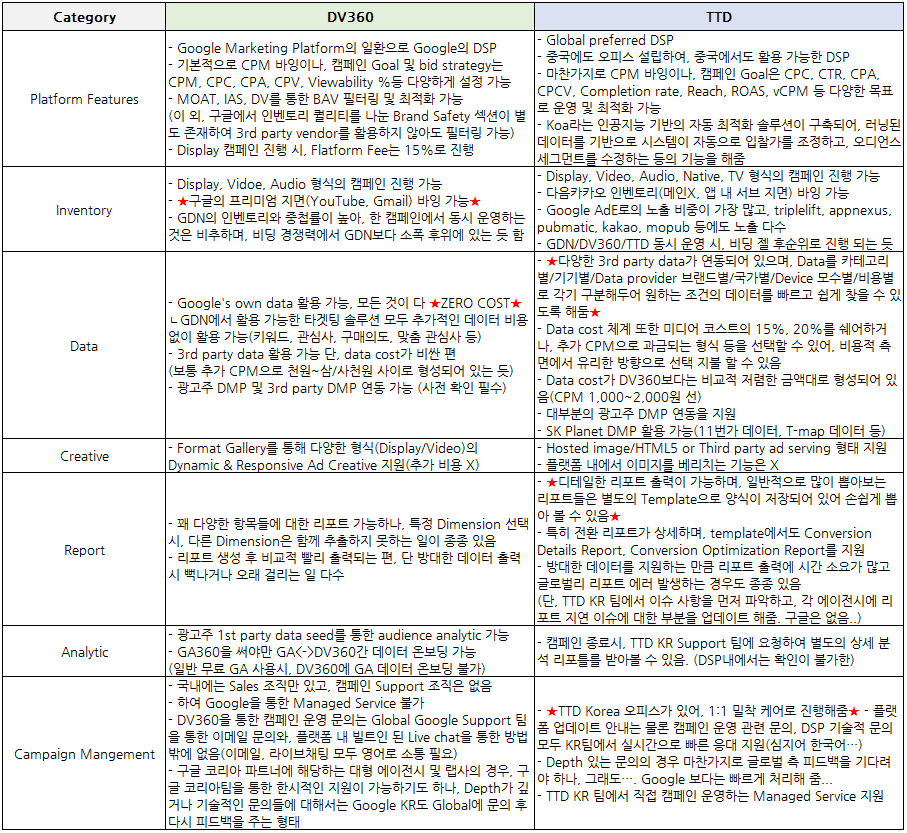 Category
DV360
TTD
Platform Features
- Google Marketing Platform의 일환으로 Google의 DSP
- 기본적으로 CPM 바잉이나, 캠페인 Goal 및 bid strategy는
CPM, CPC, CPA, CPV, Viewability %등 다양하게 설정 가능
- MOAT, IAS, DV를 통한 BAV 필터링 및 최적화 가능
(이 외, 구글에서 인벤토리 퀄리티를 나눈 Brand Safety 섹션이 별
도 존재하여 3rd party vendor를 활용하지 않아도 필터링 가능)
- Display 캠페인 진행 시, Flatform Fee는 15%로 진행
- Global preferred DSP
- 중국에도 오피스 설립하여, 중국에서도 활용 가능한 DSP
- 마찬가지로 CPM 바잉이나, 캠페인 Goal은 CPC, CTR, CPA,
CPCV, Completion rate, Reach, ROAS, vCPM 등 다양한 목표
로 운영 및 최적화 가능
- Koa라는 인공지능 기반의 자동 최적화 솔루션이 구축되어, 러닝된
데이터를 기반으로 시스템이 자동으로 입찰가를 조정하고, 오디언스
세그먼트를 수정하는 등의 기능을 해줌
Inventory
- Display, Vidoe, Audio 형식의 캠페인 진행 가능
- ★구글의 프리미엄 지면(YouTube, Gmail) 바잉 가능★
- GDN의 인벤토리와 중첩률이 높아, 한 캠페인에서 동시 운영하는
것은 비추하며, 비딩 경쟁력에서 GDN보다 소폭 후위에 있는 듯 함
- Display, Video, Audio, Native, TV 형식의 캠페인 진행 가능
- 다음카카오 인벤토리(메인X, 앱 내 서브 지면) 바잉 가능
- Google AdE로의 노출 비중이 가장 많고, triplelift, appnexus,
pubmatic, kakao, mopub 등에도 노출 다수
- GDN/DV360/TTD 동시 운영 시, 비딩 젤 후순위로 진행 되는 듯
Data
- Google's own data 활용 가능, 모든 것이 다 ★ZERO COST★
ㄴGDN에서 활용 가능한 타겟팅 솔루션 모두 추가적인 데이터 비용
없이 활용 가능(키워드, 관심사, 구매의도, 맞춤 관심사 등)
- 3rd party data 활용 가능 단, data cost가 비싼 편
(보통 추가 CPM으로 천원~삼/사천원 사이로 형성되어 있는 듯)
- 광고주 DMP 및 3rd party DMP 연동 가능 (사전 확인 필수)
- ★다양한 3rd party data가 연동되어 있으며, Data를 카테고리
별/기기별/Data provider 브랜드별/국가별/Device 모수별/비용별
로 각기 구분해두어 원하는 조건의 데이터를 빠르고 쉽게 찾을 수 있
도록 해둠★
- Data cost 체계 또한 미디어 코스트의 15%, 20%를 쉐어하거
나, 추가 CPM으로 과금되는 형식 등을 선택할 수 있어, 비용적 측
면에서 유리한 방향으로 선택 지불 할 수 있음
- Data cost가 DV360보다는 비교적 저렴한 금액대로 형성되어 있
음(CPM 1,000~2,000원 선)
- 대부분의 광고주 DMP 연동을 지원
- SK Planet DMP 활용 가능(11번가 데이터, T-map 데이터 등)
Creative
- Format Gallery를 통해 다양한 형식(Display/Video)의
Dynamic & Responsive Ad Creative 지원(추가 비용 X)
- Hosted image/HTML5 or Third party ad serving 형태 지원
- 플랫폼 내에서 이미지를 베리치는 기능은 X
Report
- 꽤 다양한 항목들에 대한 리포트 가능하나, 특정 Dimension 선택
시, 다른 Dimension은 함께 추출하지 못하는 일이 종종 있음
- 리포트 생성 후 비교적 빨리 출력되는 편, 단 방대한 데이터 출력
시 뻑나거나 오래 걸리는 일 다수
- ★디테일한 리포트 출력이 가능하며, 일반적으로 많이 뽑아보는
리포트들은 별도의 Template으로 양식이 저장되어 있어 손쉽게 뽑
아 볼 수 있음★
- 특히 전환 리포트가 상세하며, template에서도 Conversion
Details Report, Conversion Optimization Report를 지원
- 방대한 데이터를 지원하는 만큼 리포트 출력에 시간 소요가 많고
글로벌리 리포트 에러 발생하는 경우도 종종 있음
(단, TTD KR 팀에서 이슈 사항을 먼저 파악하고, 각 에이전시에 리
포트 지연 이슈에 대한 부분을 업데이트 해줌. 구글은 없음..)
Analytic
- 광고주 1st party data seed를 통한 audience analytic 가능
- GA360을 써야만 GA<->DV360간 데이터 온보딩 가능
(일반 무료 GA 사용시, DV360에 GA 데이터 온보딩 불가)
- 캠페인 종료시, TTD KR Support 팀에 요청하여 별도의 상세 분
석 리포틀를 받아볼 수 있음. (DSP내에서는 확인이 불가한)
Campaign Mangement
- 국내에는 Sales 조직만 있고, 캠페인 Support 조직은 없음
- 하여 Google을 통한 Managed Service 불가
- DV360을 통한 캠페인 운영 문의는 Global Google Support 팀
을 통한 이메일 문의와, 플랫폼 내 빌트인 된 Live chat을 통한 방법
밖에 없음(이메일, 라이브채팅 모두 영어로 소통 필요)
- 구글 코리아 파트너에 해당하는 대형 에이전시 및 랩사의 경우, 구
글 코리아팀을 통한 한시적인 지원이 가능하기도 하나, Depth가 깊
거나 기술적인 문의들에 대해서는 Google KR도 Global에 문의 후
다시 피드백을 주는 형태
- ★TTD Korea 오피스가 있어, 1:1 밀착 케어로 진행해줌★ - 플랫
폼 업데이트 안내는 물론 캠페인 운영 관련 문의, DSP 기술적 문의
모두 KR팀에서 실시간으로 빠른 응대 지원(심지어 한국어…)
- Depth 있는 문의의 경우 마찬가지로 글로벌 측 피드백을 기다려
야 하나, 그래도…. Google 보다는 빠르게 처리해 줌...
- TTD KR 팀에서 직접 캠페인 운영하는 Managed Service 지원